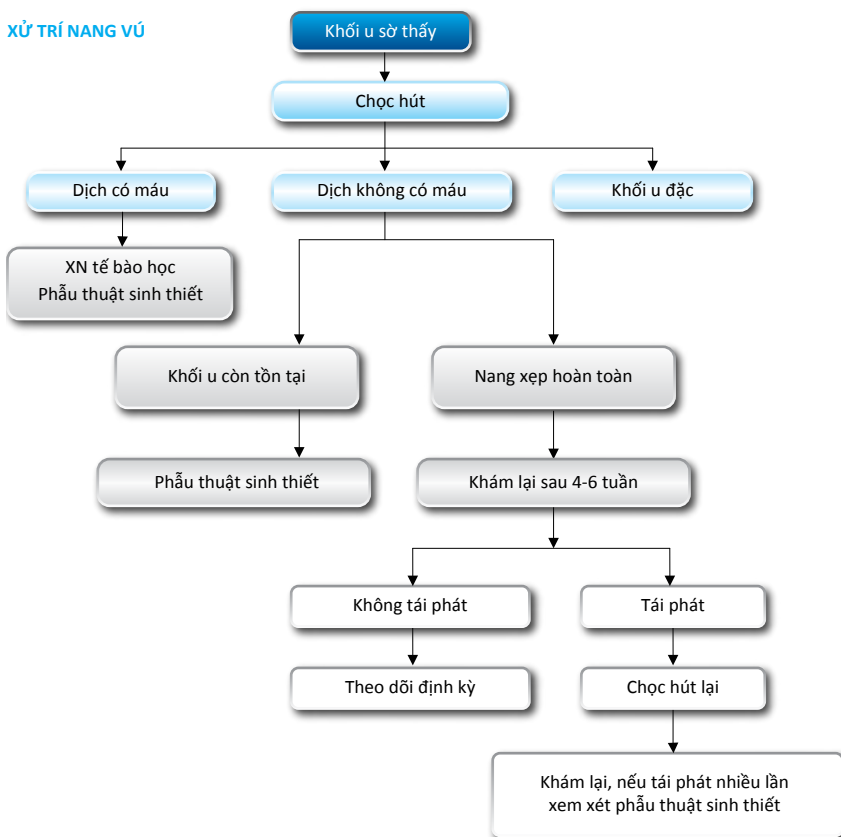 XỬ TRÍ NANG VÚ
Khối u sờ thấy
Chọc hút
Dịch có máu
Dịch không có máu
Khối u đặc
XN tế bào học
Phẫu thuật sinh thiết
Khối u còn tồn tại
Nang xẹp hoàn toàn
Phẫu thuật sinh thiết
Khám lại sau 4-6 tuần
Không tái phát
Tái phát
Theo dõi định kỳ
Chọc hút lại
Khám lại, nếu tái phát nhiều lần
xem xét phẫu thuật sinh thiết